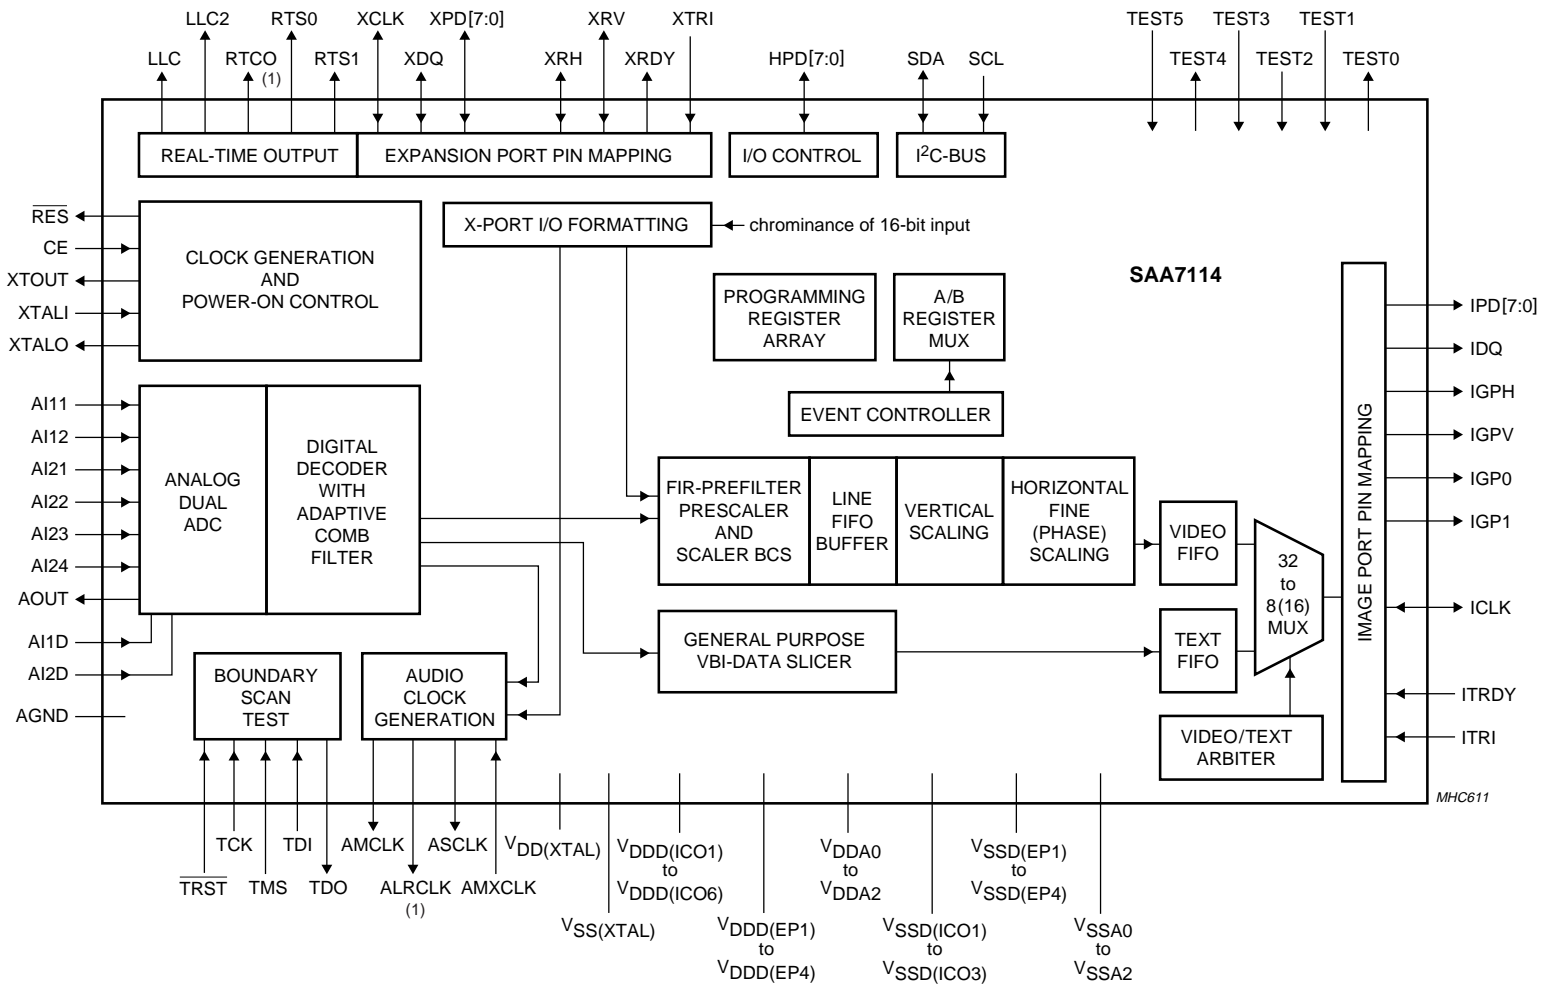 LLC2 RTS0 XCLK XPD[7:0] XRV XTRI TEST5 TEST3 TEST1
LLC RTCO RTS1 XDQ XRH XRDY HPD[7:0] SDA SCL TEST4 TEST2 TEST0
(1)
REAL-TIME OUTPUT
EXPANSION PORT PIN MAPPING
I/O CONTROL
I2C-BUS
RES
CE
XTOUT
XTALI
XTALO
CLOCK GENERATION
AND
POWER-ON CONTROL
X-PORT I/O FORMATTING
chrominance of 16-bit input
SAA7114
PROGRAMMING
REGISTER
ARRAY
A/B
REGISTER
MUX
EVENT CONTROLLER
AI11
AI12
AI21
AI22
AI23
AI24
AOUT
AI1D
AI2D
AGND
ANALOG
DUAL
ADC
DIGITAL
DECODER
WITH
ADAPTIVE
COMB
FILTER
FIR-PREFILTER
PRESCALER
AND
SCALER BCS
LINE
FIFO
BUFFER
VERTICAL
SCALING
HORIZONTAL
FINE
(PHASE)
SCALING
VIDEO
FIFO
32
to
8(16)
MUX
GENERAL PURPOSE
VBI-DATA SLICER
TEXT
FIFO
VIDEO/TEXT
ARBITER
IMAGE PORT PIN MAPPING
IPD[7:0]
IDQ
IGPH
IGPV
IGP0
IGP1
ICLK
ITRDY
ITRI
BOUNDARY
SCAN
TEST
AUDIO
CLOCK
GENERATION
MHC611
TCK
TDI
AMCLK
ASCLK
TRST
TMS
TDO
ALRCLK
(1)
AMXCLK
VDD(XTAL)
VSS(XTAL)
VDDD(ICO1)
to
VDDD(ICO6)
VDDD(EP1)
to
VDDD(EP4)
VDDA0
to
VDDA2
VSSD(ICO1)
to
VSSD(ICO3)
VSSD(EP1)
to
VSSD(EP4)
VSSA0
to
VSSA2